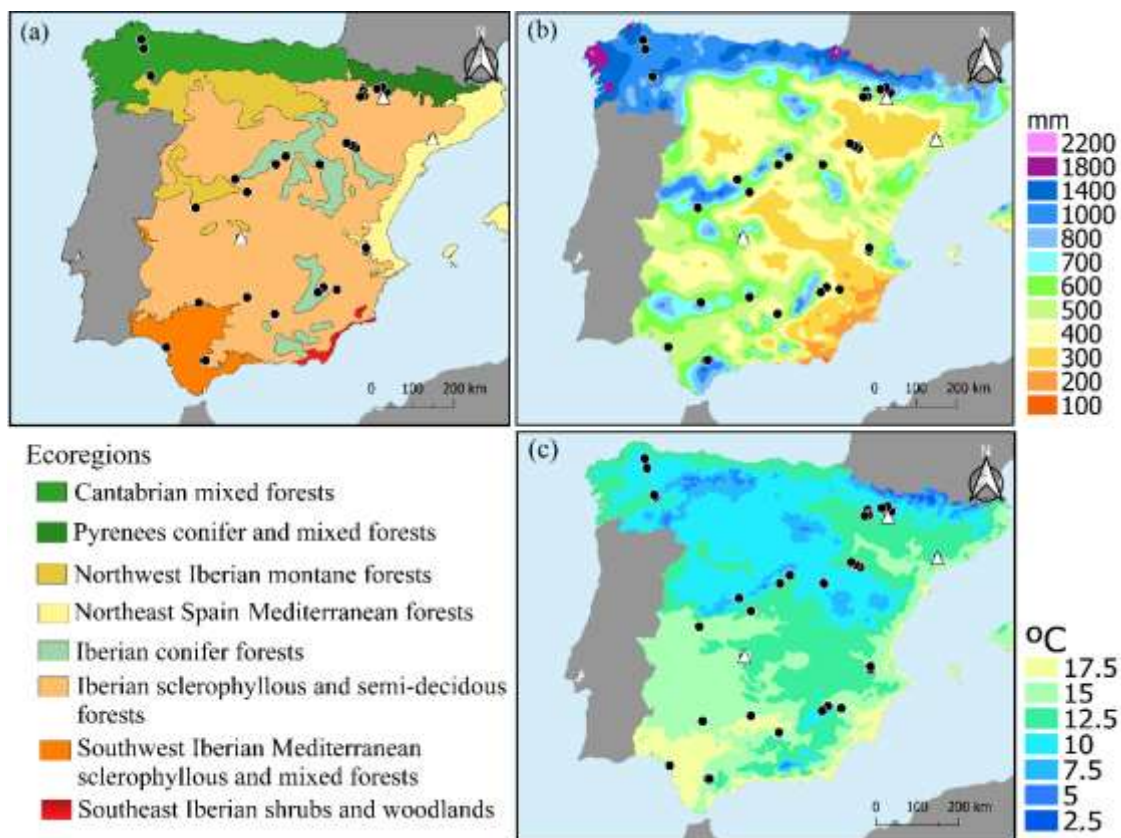 (a)
N
0 100 200 km
(b)
N
0 100 200 km
mm
2200
1800
1400
1000
800
700
600
500
400
300
200
100
Ecoregions
Cantabrian mixed forests
Pyrenees conifer and mixed forests
Northwest Iberian montane forests
Northeast Spain Mediterranean forests
Iberian conifer forests
Iberian sclerophyllous and semi-decidous
forests
Southwest Iberian Mediterranean
sclerophyllous and mixed forests
Southeast Iberian shrubs and woodlands
(c)
N
0 100 200 km
ºC
17.5
15
12.5
10
7.5
5
2.5